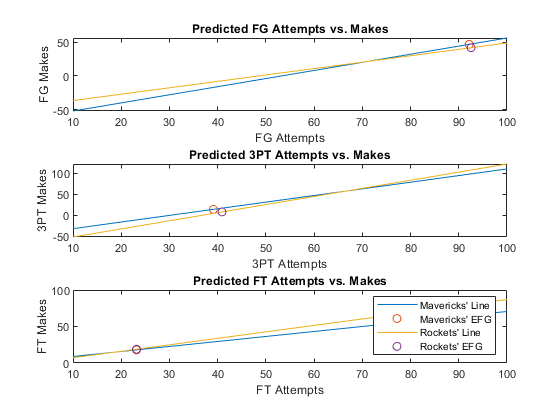 Predicted FG Attempts vs. Makes
50
0
-50
FG Makes
10 20 30 40 50 60 70 80 90 100
FG Attempts
Predicted 3PT Attempts vs. Makes
100
50
0
-50
3PT Makes
10 20 30 40 50 60 70 80 90 100
3PT Attempts
Predicted FT Attempts vs. Makes
100
50
0
FT Makes
Mavericks' Line
Mavericks' EFG
Rockets' Line
Rockets' EFG
10 20 30 40 50 60 70 80 90 100
FT Attempts